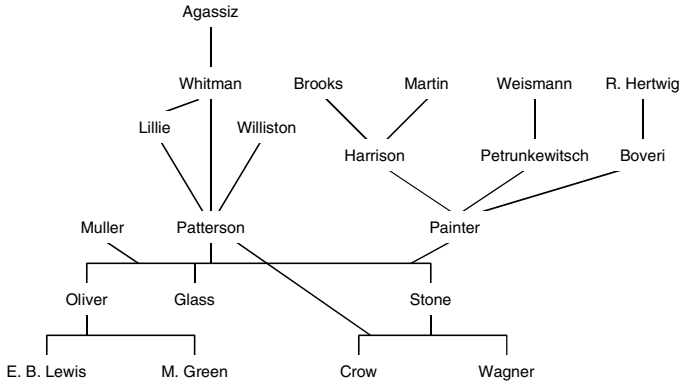 Agassiz
Whitman Brooks Martin Weismann R. Hertwig
Lillie Williston
Harrison Petrunkewitsch Boveri
Muller Patterson Painter
Oliver Glass Stone
E. B. Lewis M. Green Crow Wagner